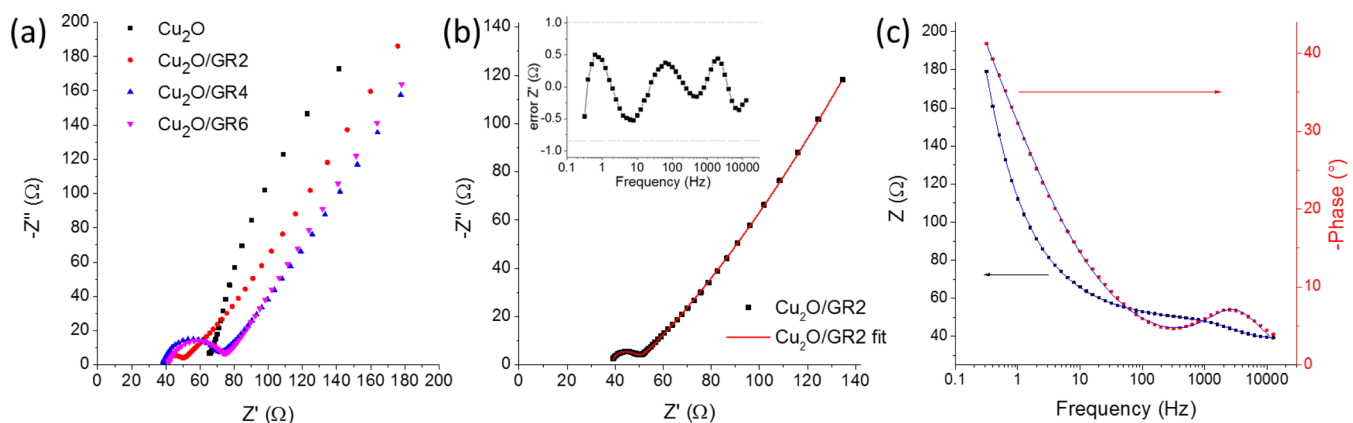 (a)
200
180
160
140
120
100
80
60
40
20
0
-Z'' (Ω)
Cu₂O
Cu₂O/GR2
Cu₂O/GR4
Cu₂O/GR6
0 20 40 60 80 100 120 140 160 180 200
Z' (Ω)
(b)
140
120
100
80
60
40
20
0
-Z'' (Ω)
1.0
0.5
0.0
-0.5
-1.0
error Z' (Ω)
0.1 1 10 100 1000 10000
Frequency (Hz)
Cu₂O/GR2
Cu₂O/GR2 fit
0 20 40 60 80 100 120 140
Z' (Ω)
(c)
200
180
160
140
120
100
80
60
40
Z (Ω)
40
30
20
10
0
-Phase (°)
0.1 1 10 100 1000 10000
Frequency (Hz)